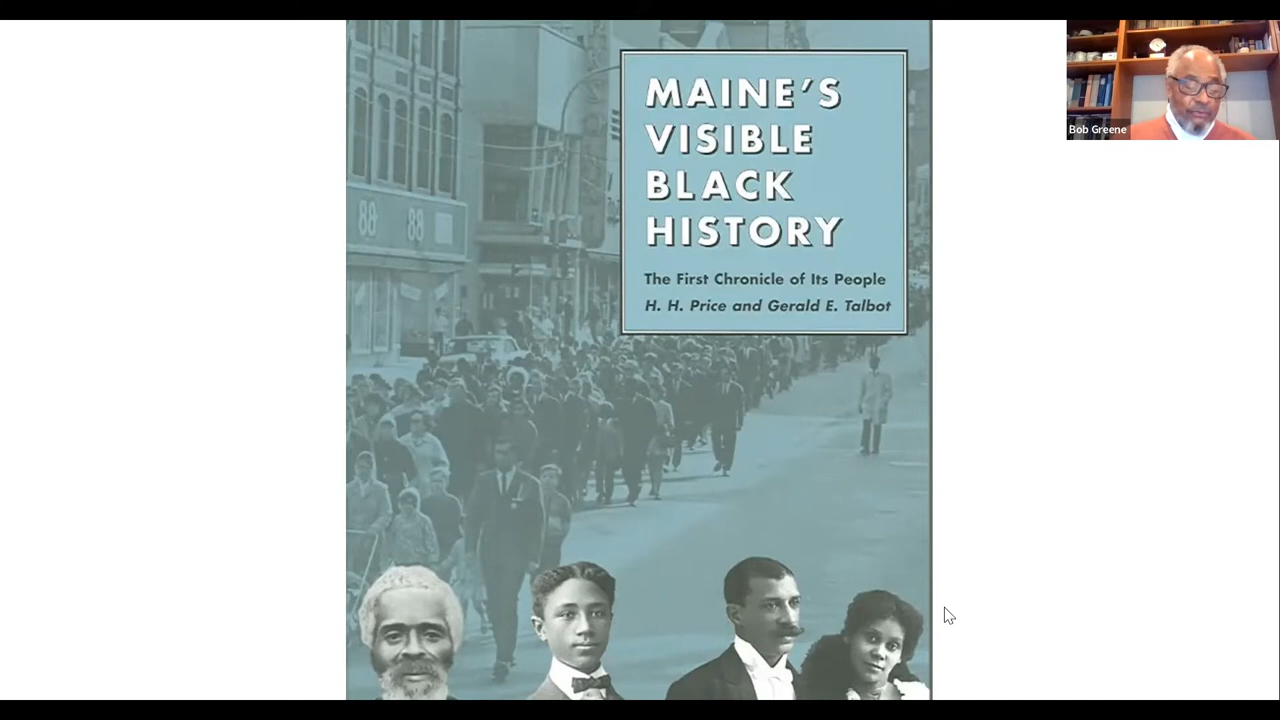 MAINE'S
VISIBLE
BLACK
HISTORY
The First Chronicle of Its People
H. H. Price and Gerald E. Talbot
88 88
Bob Greene